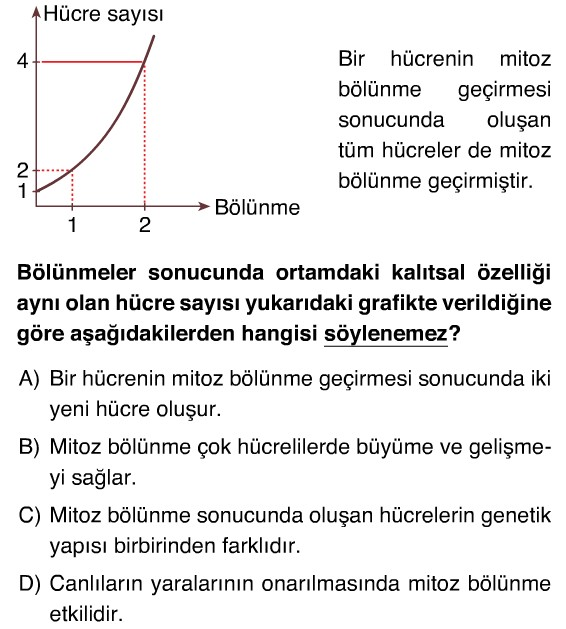 Hücre sayısı
4
2
1
1
2
Bölünme
Bir hücrenin mitoz
bölünme geçirmesi
sonucunda oluşan
tüm hücreler de mitoz
bölünme geçirmiştir.
Bölünmeler sonucunda ortamdaki kalıtsal özelliği
aynı olan hücre sayısı yukarıdaki grafikte verildiğine
göre aşağıdakilerden hangisi söylenemez?
A) Bir hücrenin mitoz bölünme geçirmesi sonucunda iki
yeni hücre oluşur.
B) Mitoz bölünme çok hücrelilerde büyüme ve gelişme-
yi sağlar.
C) Mitoz bölünme sonucunda oluşan hücrelerin genetik
yapısı birbirinden farklıdır.
D) Canlıların yaralarının onarılmasında mitoz bölünme
etkilidir.